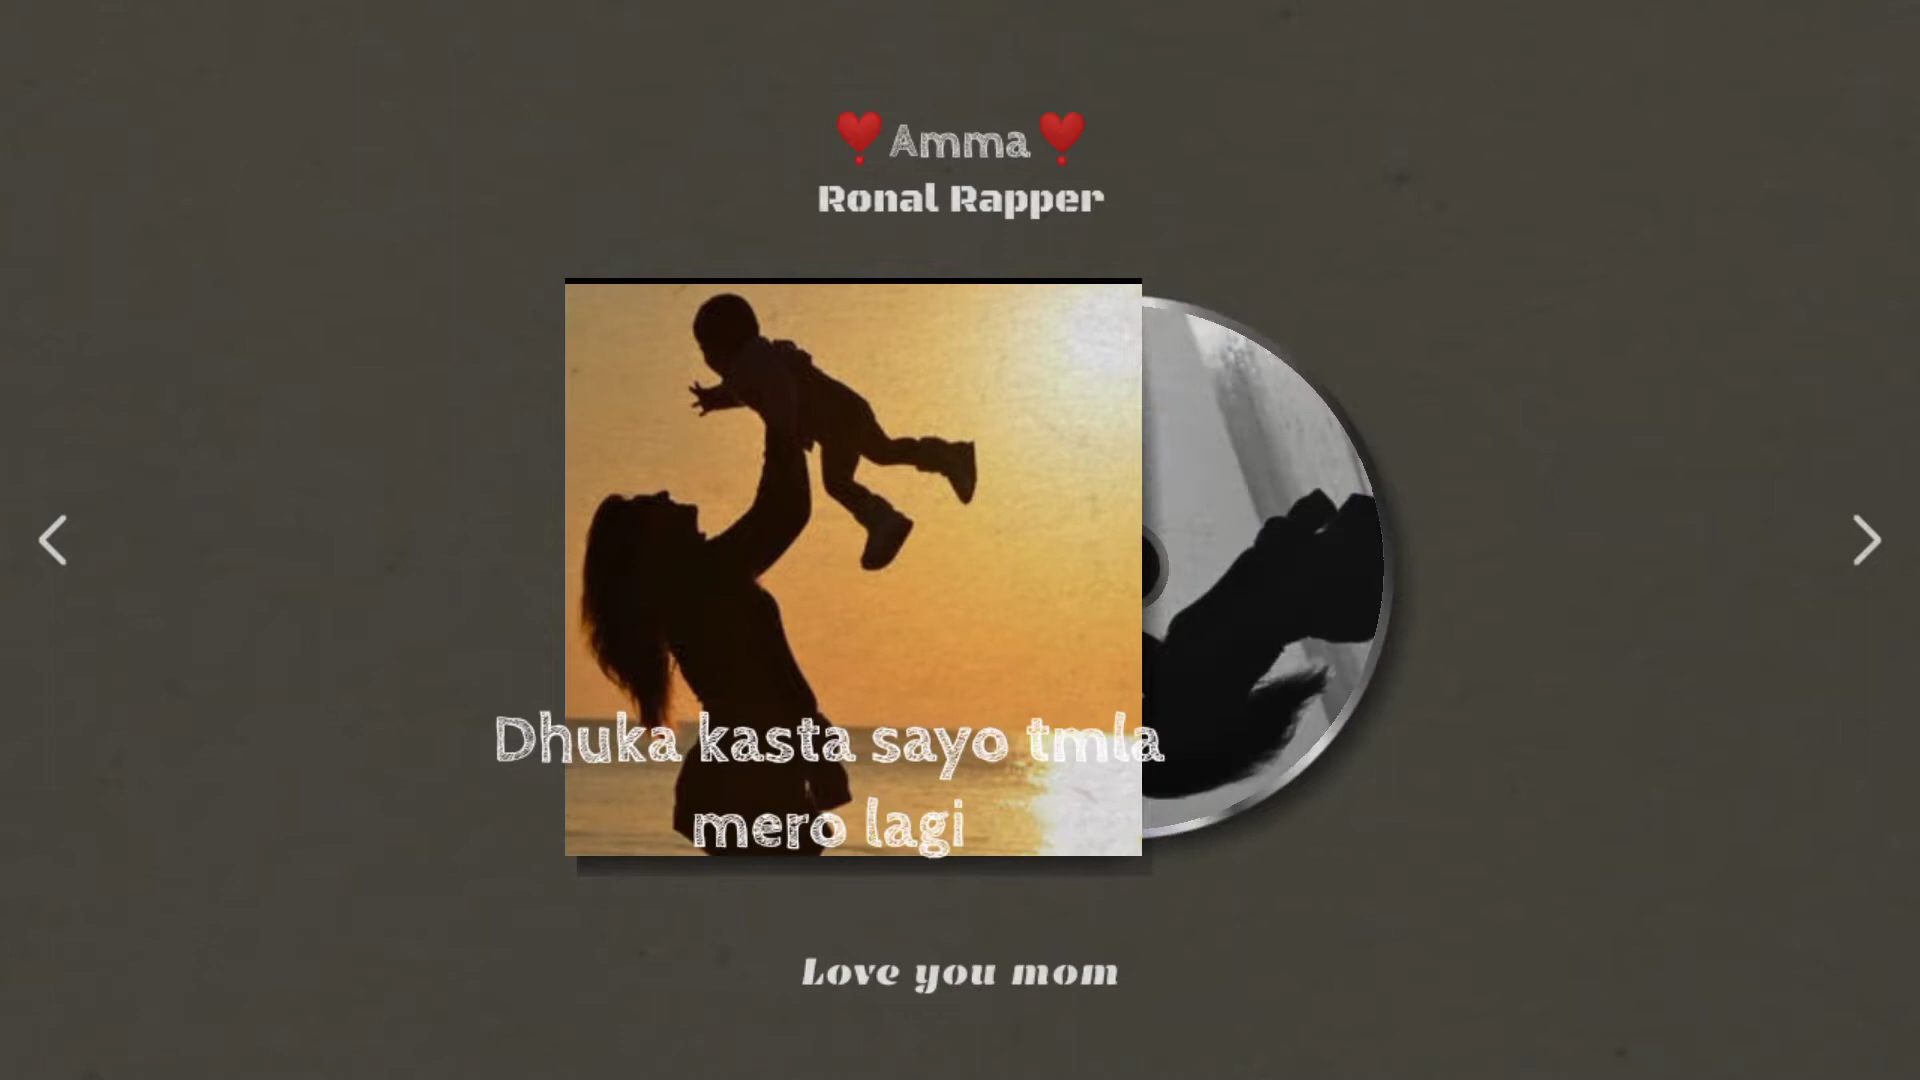 ❣Amma❣
Ronal Rapper
Dhuka kasta sayo tmla
mero lagi
Love you mom